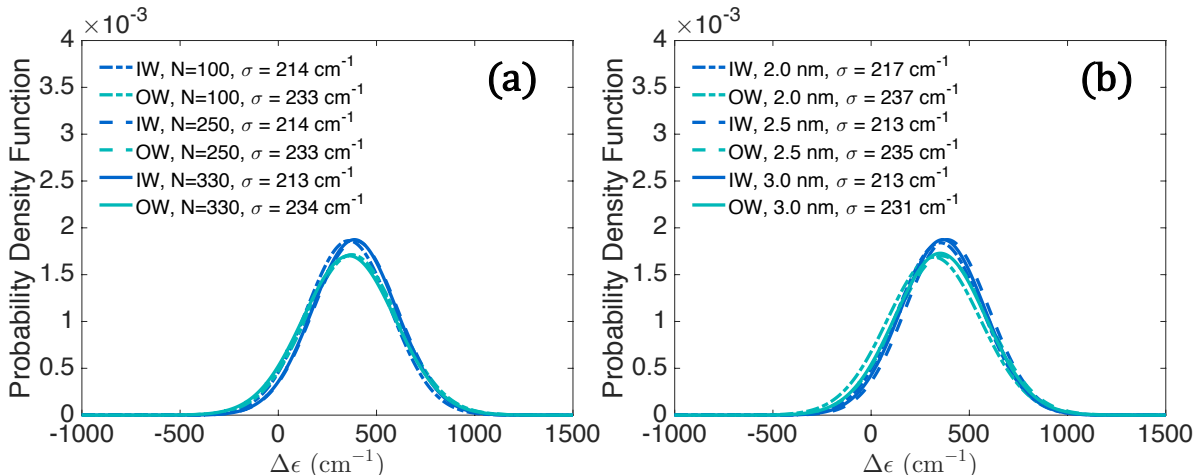 ×10⁻³
(a)
Probability Density Function
4
3.5
3
2.5
2
1.5
1
0.5
0
IW, N=100, σ = 214 cm⁻¹
OW, N=100, σ = 233 cm⁻¹
IW, N=250, σ = 214 cm⁻¹
OW, N=250, σ = 233 cm⁻¹
IW, N=330, σ = 213 cm⁻¹
OW, N=330, σ = 234 cm⁻¹
-1000 -500 0 500 1000 1500
Δϵ (cm⁻¹)
×10⁻³
(b)
Probability Density Function
4
3.5
3
2.5
2
1.5
1
0.5
0
IW, 2.0 nm, σ = 217 cm⁻¹
OW, 2.0 nm, σ = 237 cm⁻¹
IW, 2.5 nm, σ = 213 cm⁻¹
OW, 2.5 nm, σ = 235 cm⁻¹
IW, 3.0 nm, σ = 213 cm⁻¹
OW, 3.0 nm, σ = 231 cm⁻¹
-1000 -500 0 500 1000 1500
Δϵ (cm⁻¹)